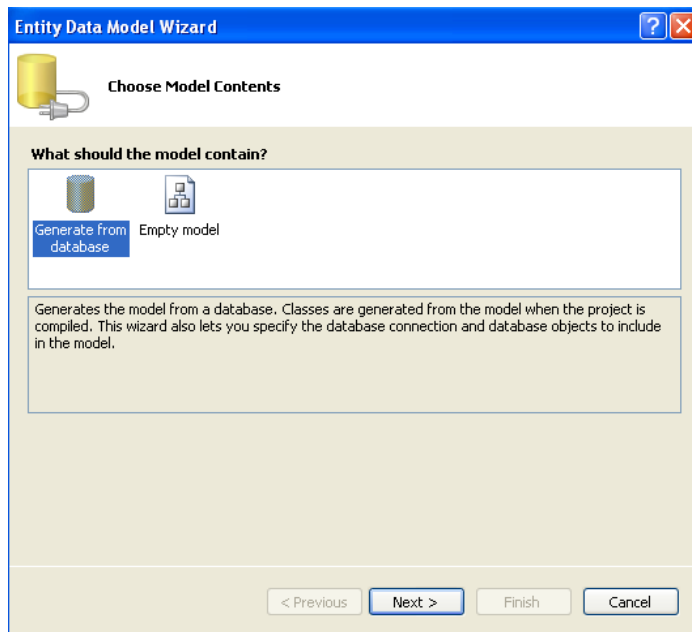 Entity Data Model Wizard
Choose Model Contents
What should the model contain?
Generate from
database
Empty model
Generates the model from a database. Classes are generated from the model when the project is
compiled. This wizard also lets you specify the database connection and database objects to include
in the model.
< Previous
Next >
Finish
Cancel